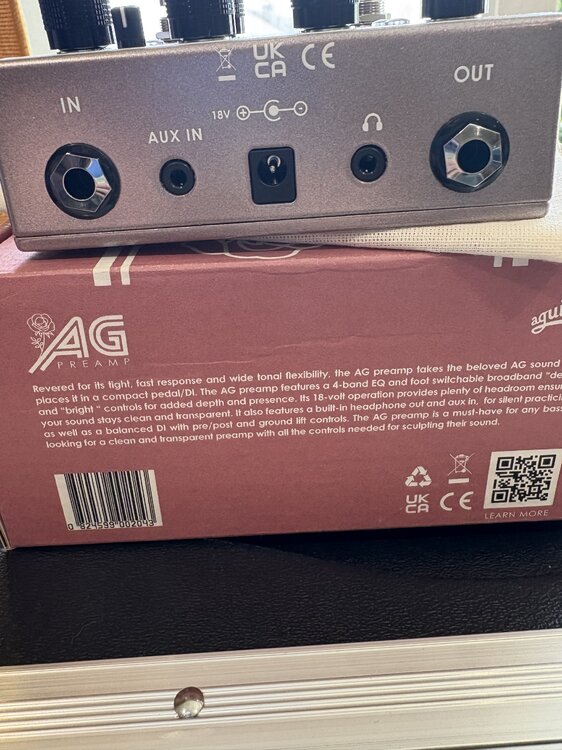 UK
CA CE
IN
OUT
18V
AUX IN
AG
PREAMP
Revered for its tight, fast response and wide tonal flexibility, the AG preamp takes the beloved AG sound
places it in a compact pedal/DI. The AG preamp features a 4-band EQ and foot switchable broadband "de
and "bright" controls for added depth and presence. Its 18-volt operation provides plenty of headroom ensur
your sound stays clean and transparent. It also features a built-in headphone out and aux in, for silent practicin
as well as a balanced DI with pre/post and ground lift controls. The AG preamp is a must-have for any bass
looking for a clean and transparent preamp with all the controls needed for sculpting their sound.
UK
CA CE
LEARN MORE